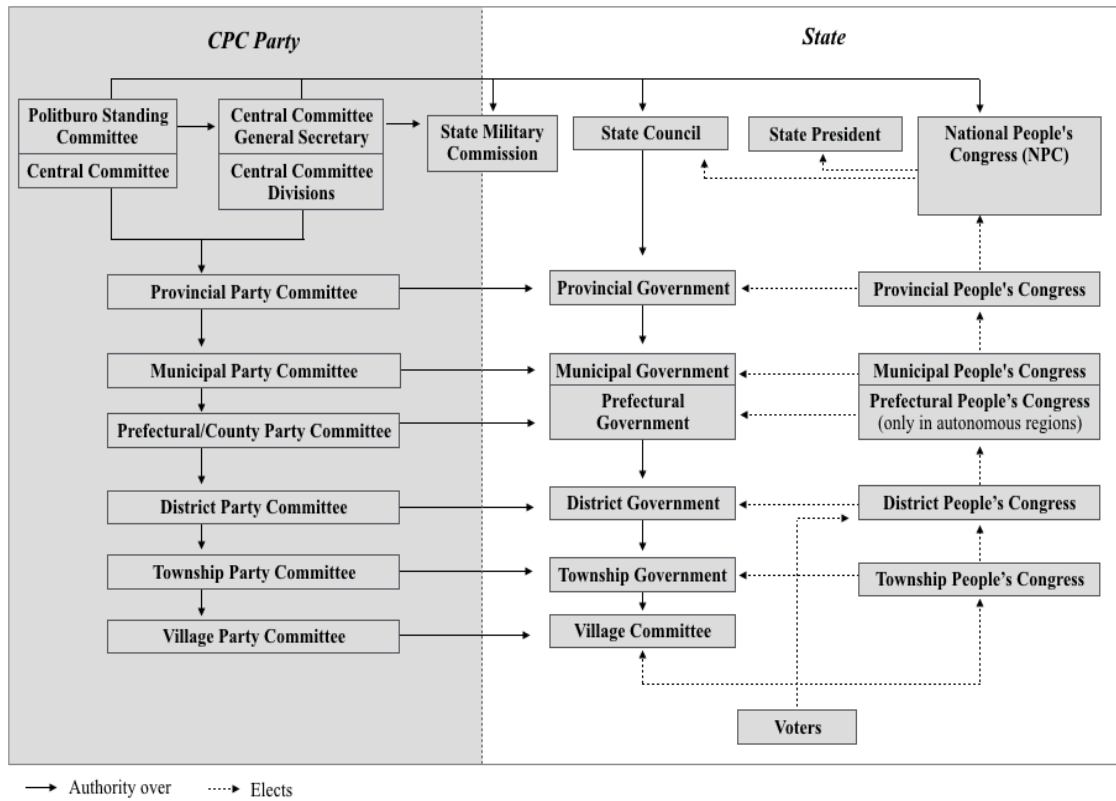 CPC Party
State
Politburo Standing
Committee
Central Committee
Central Committee
General Secretary
Central Committee
Divisions
State Military
Commission
State Council
State President
National People's
Congress (NPC)
Provincial Party Committee
Provincial Government
Provincial People's Congress
Municipal Party Committee
Municipal Government
Municipal People's Congress
Prefectural/County Party Committee
Prefectural
Government
Prefectural People’s Congress
(only in autonomous regions)
District Party Committee
District Government
District People’s Congress
Township Party Committee
Township Government
Township People's Congress
Village Party Committee
Village Committee
Voters
Authority over
Elects